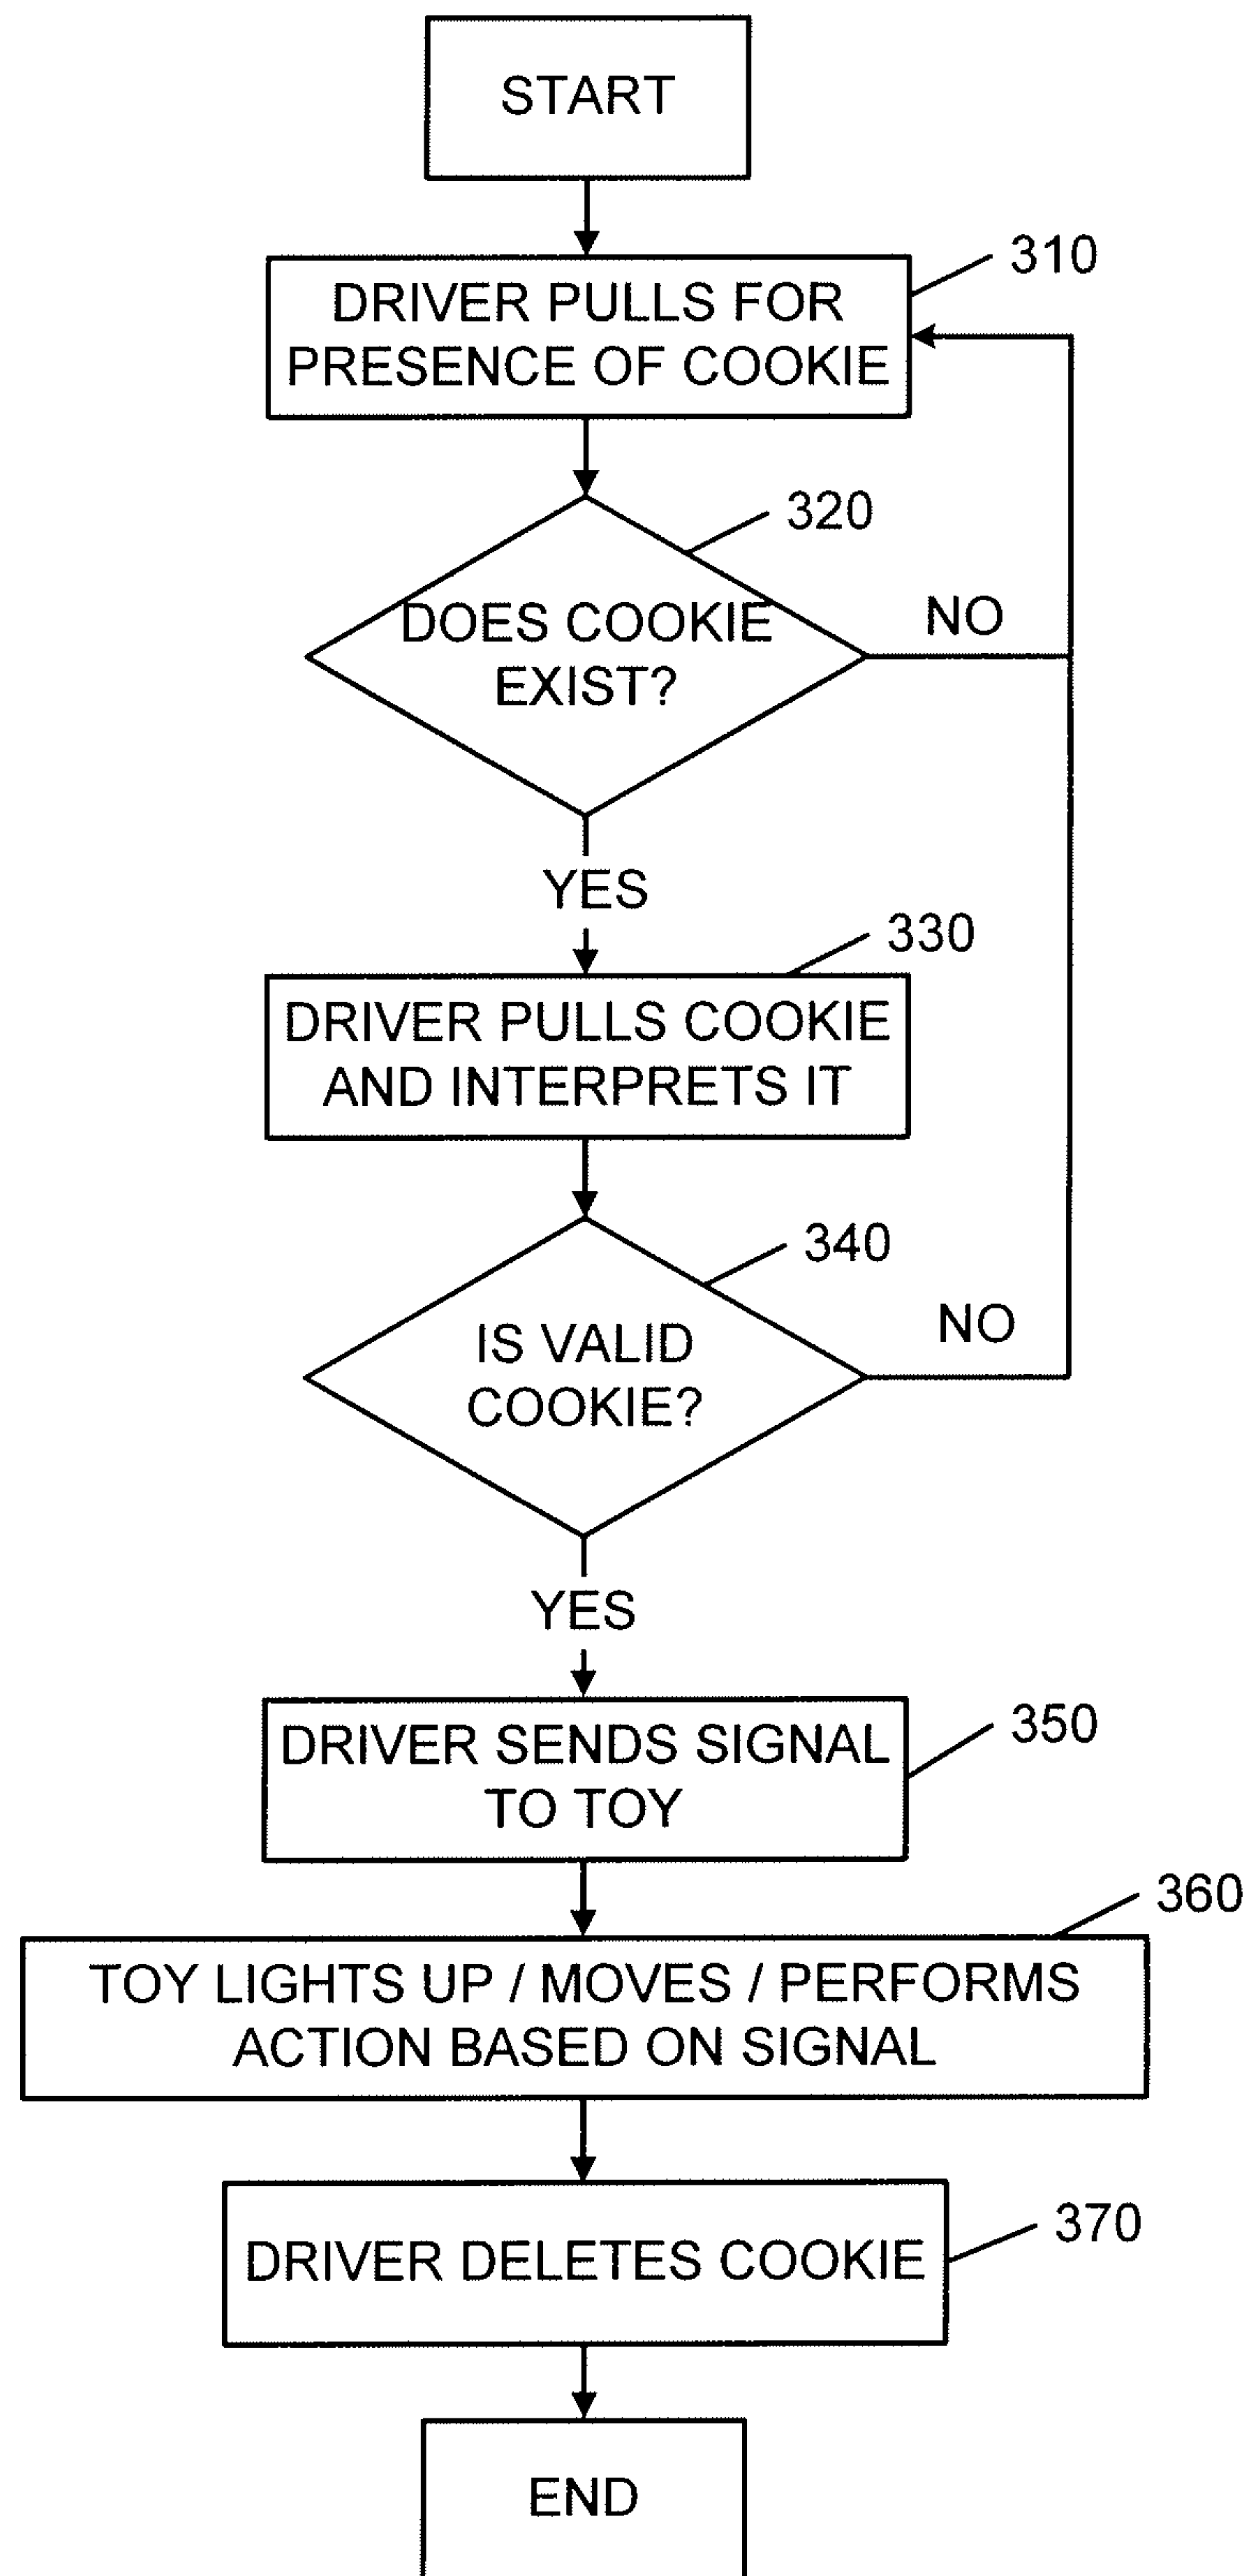 START
310
DRIVER PULLS FOR
PRESENCE OF COOKIE
320
DOES COOKIE
EXIST?
NO
YES
330
DRIVER PULLS COOKIE
AND INTERPRETS IT
340
IS VALID
COOKIE?
NO
YES
350
DRIVER SENDS SIGNAL
TO TOY
360
TOY LIGHTS UP / MOVES / PERFORMS
ACTION BASED ON SIGNAL
370
DRIVER DELETES COOKIE
END